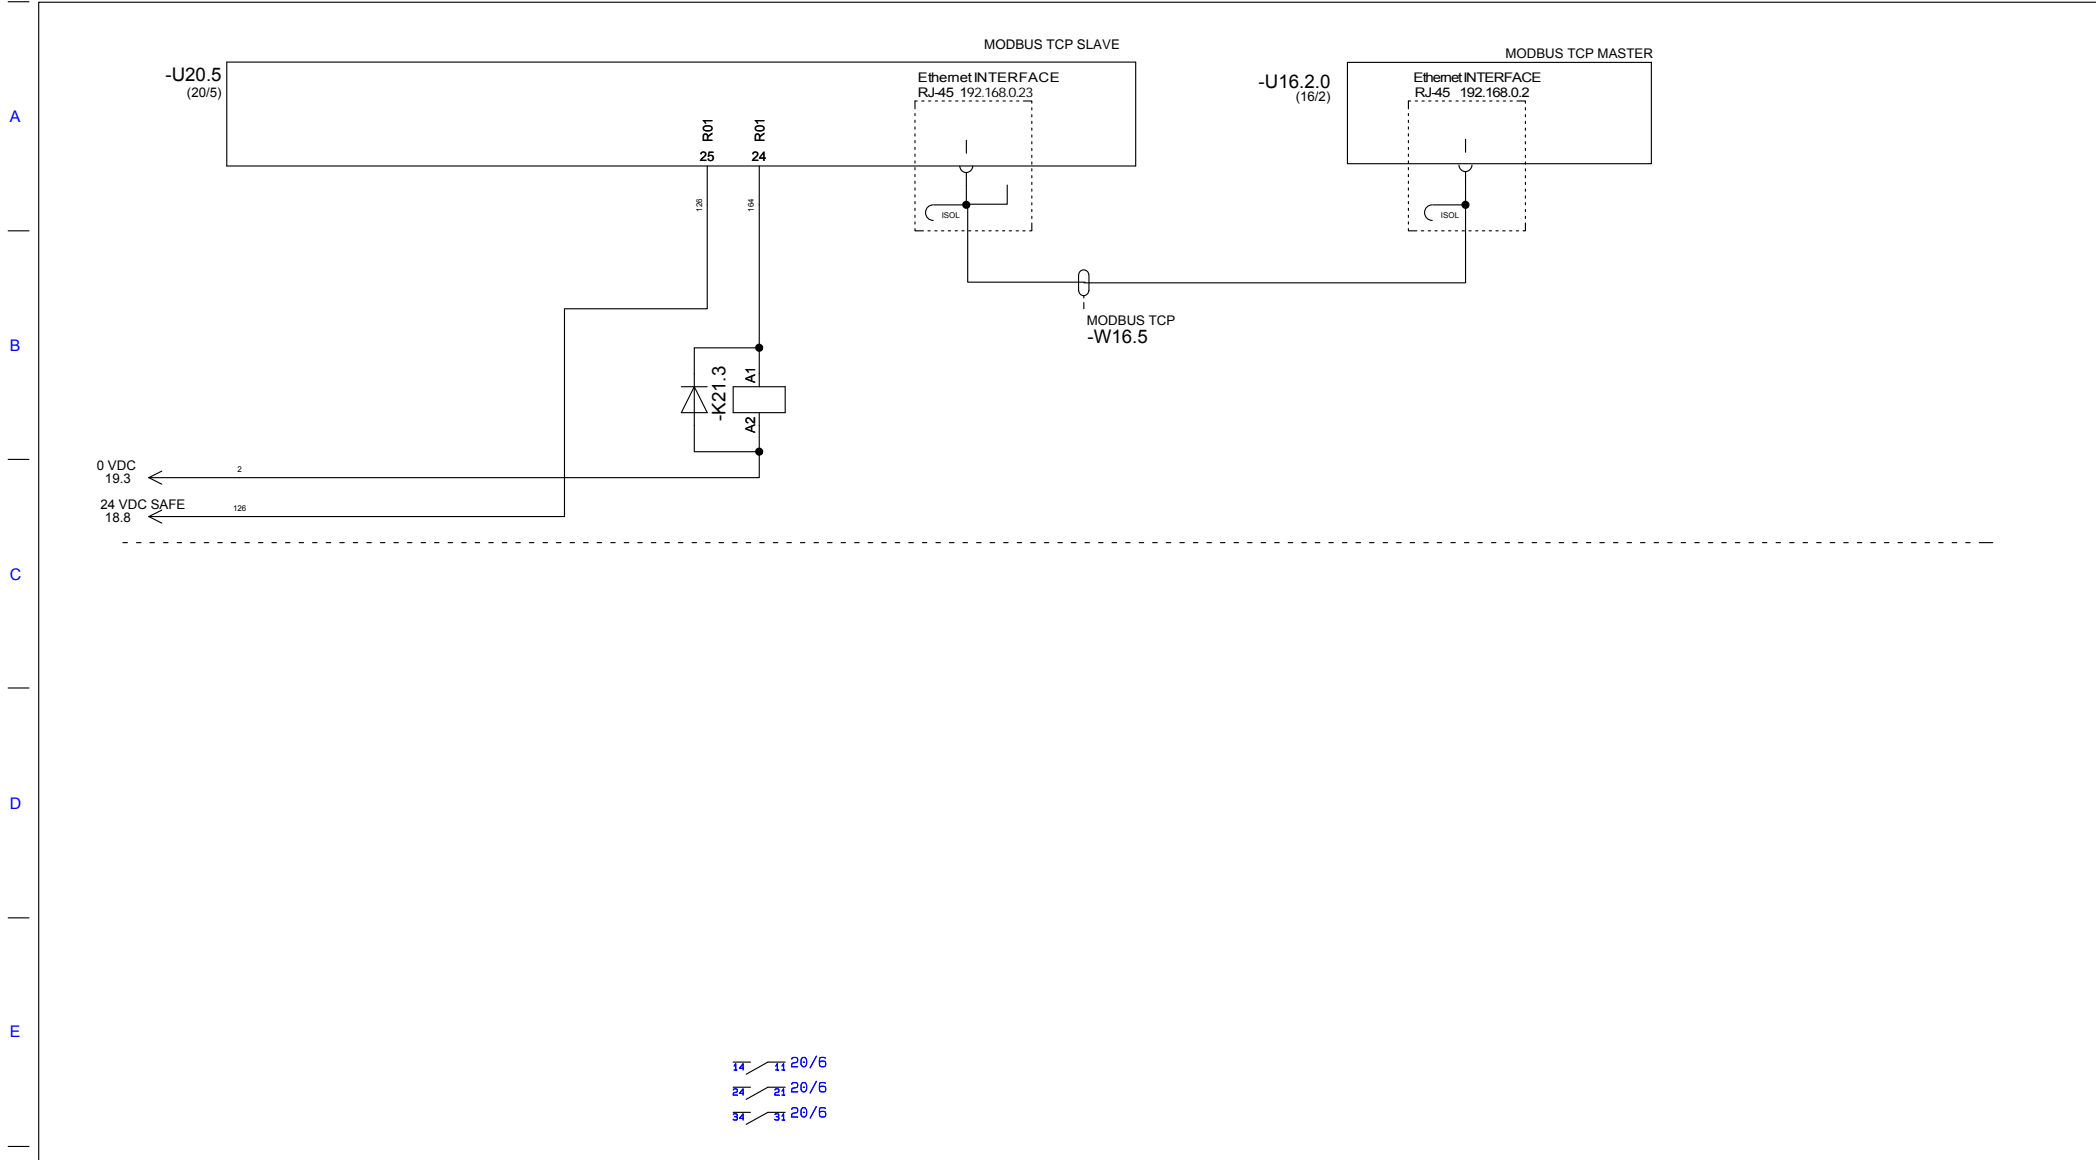 MODBUS TCP SLAVE
MODBUS TCP MASTER
-U20.5
(20/5)
Ethernet INTERFACE
RJ-45 192.168.0.23
-U16.2.0
(16/2)
Ethernet INTERFACE
RJ-45 192.168.0.2
A
R01
R01
25
24
126
164
ISOL
ISOL
MODBUS TCP
-W16.5
B
-K21.3
A1
A2
0 VDC
19.3
2
24 VDC SAFE
18.8
126
C
D
E
14 11 20/6
24 21 20/6
34 31 20/6